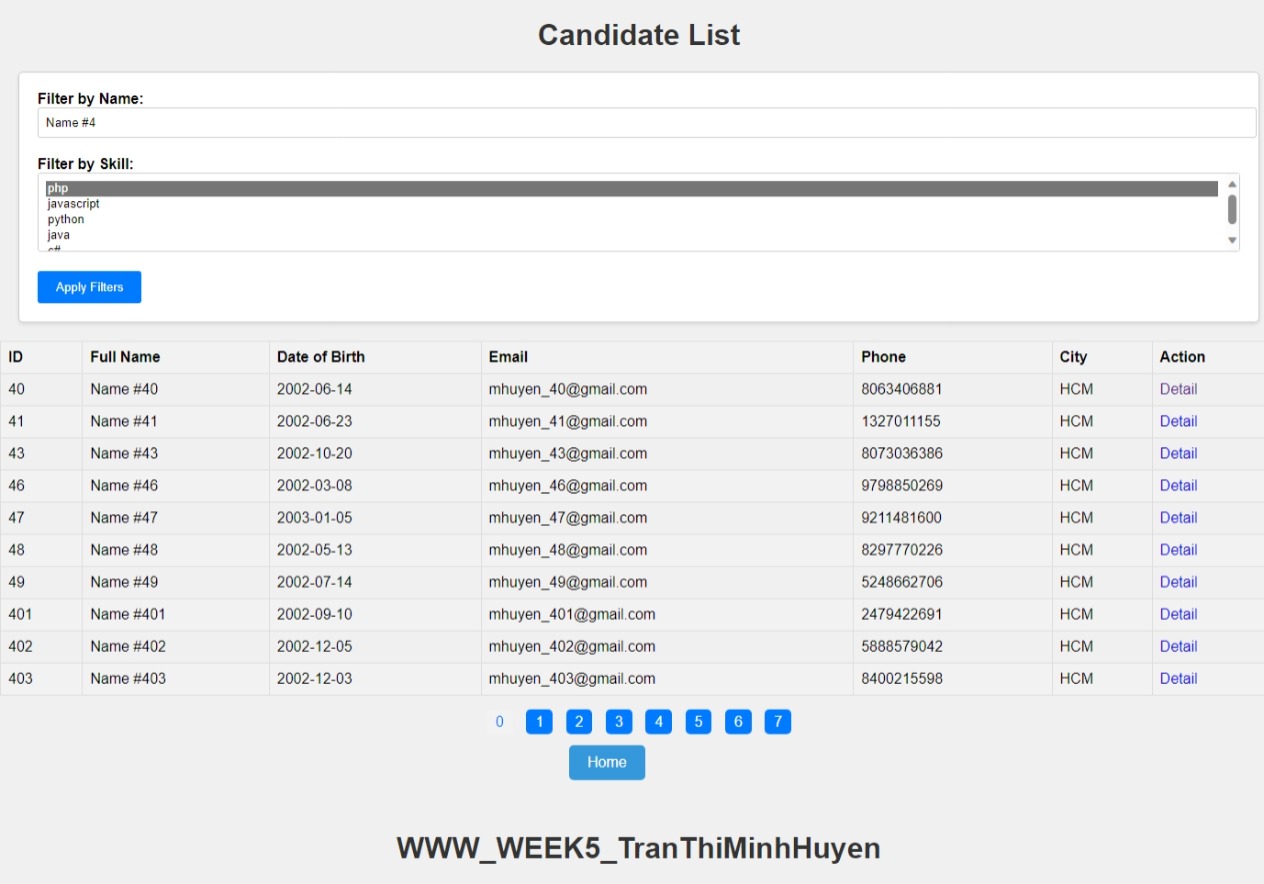 Candidate List
Filter by Name:
Name #4
Filter by Skill:
php
javascript
python
java
c#
Apply Filters
ID Full Name Date of Birth Email Phone City Action
40 Name #40 2002-06-14 mhuyen_40@gmail.com 8063406881 HCM Detail
41 Name #41 2002-06-23 mhuyen_41@gmail.com 1327011155 HCM Detail
43 Name #43 2002-10-20 mhuyen_43@gmail.com 8073036386 HCM Detail
46 Name #46 2002-03-08 mhuyen_46@gmail.com 9798850269 HCM Detail
47 Name #47 2003-01-05 mhuyen_47@gmail.com 9211481600 HCM Detail
48 Name #48 2002-05-13 mhuyen_48@gmail.com 8297770226 HCM Detail
49 Name #49 2002-07-14 mhuyen_49@gmail.com 5248662706 HCM Detail
401 Name #401 2002-09-10 mhuyen_401@gmail.com 2479422691 HCM Detail
402 Name #402 2002-12-05 mhuyen_402@gmail.com 5888579042 HCM Detail
403 Name #403 2002-12-03 mhuyen_403@gmail.com 8400215598 HCM Detail
0 1 2 3 4 5 6 7
Home
WWW_WEEK5_TranThiMinhHuyen